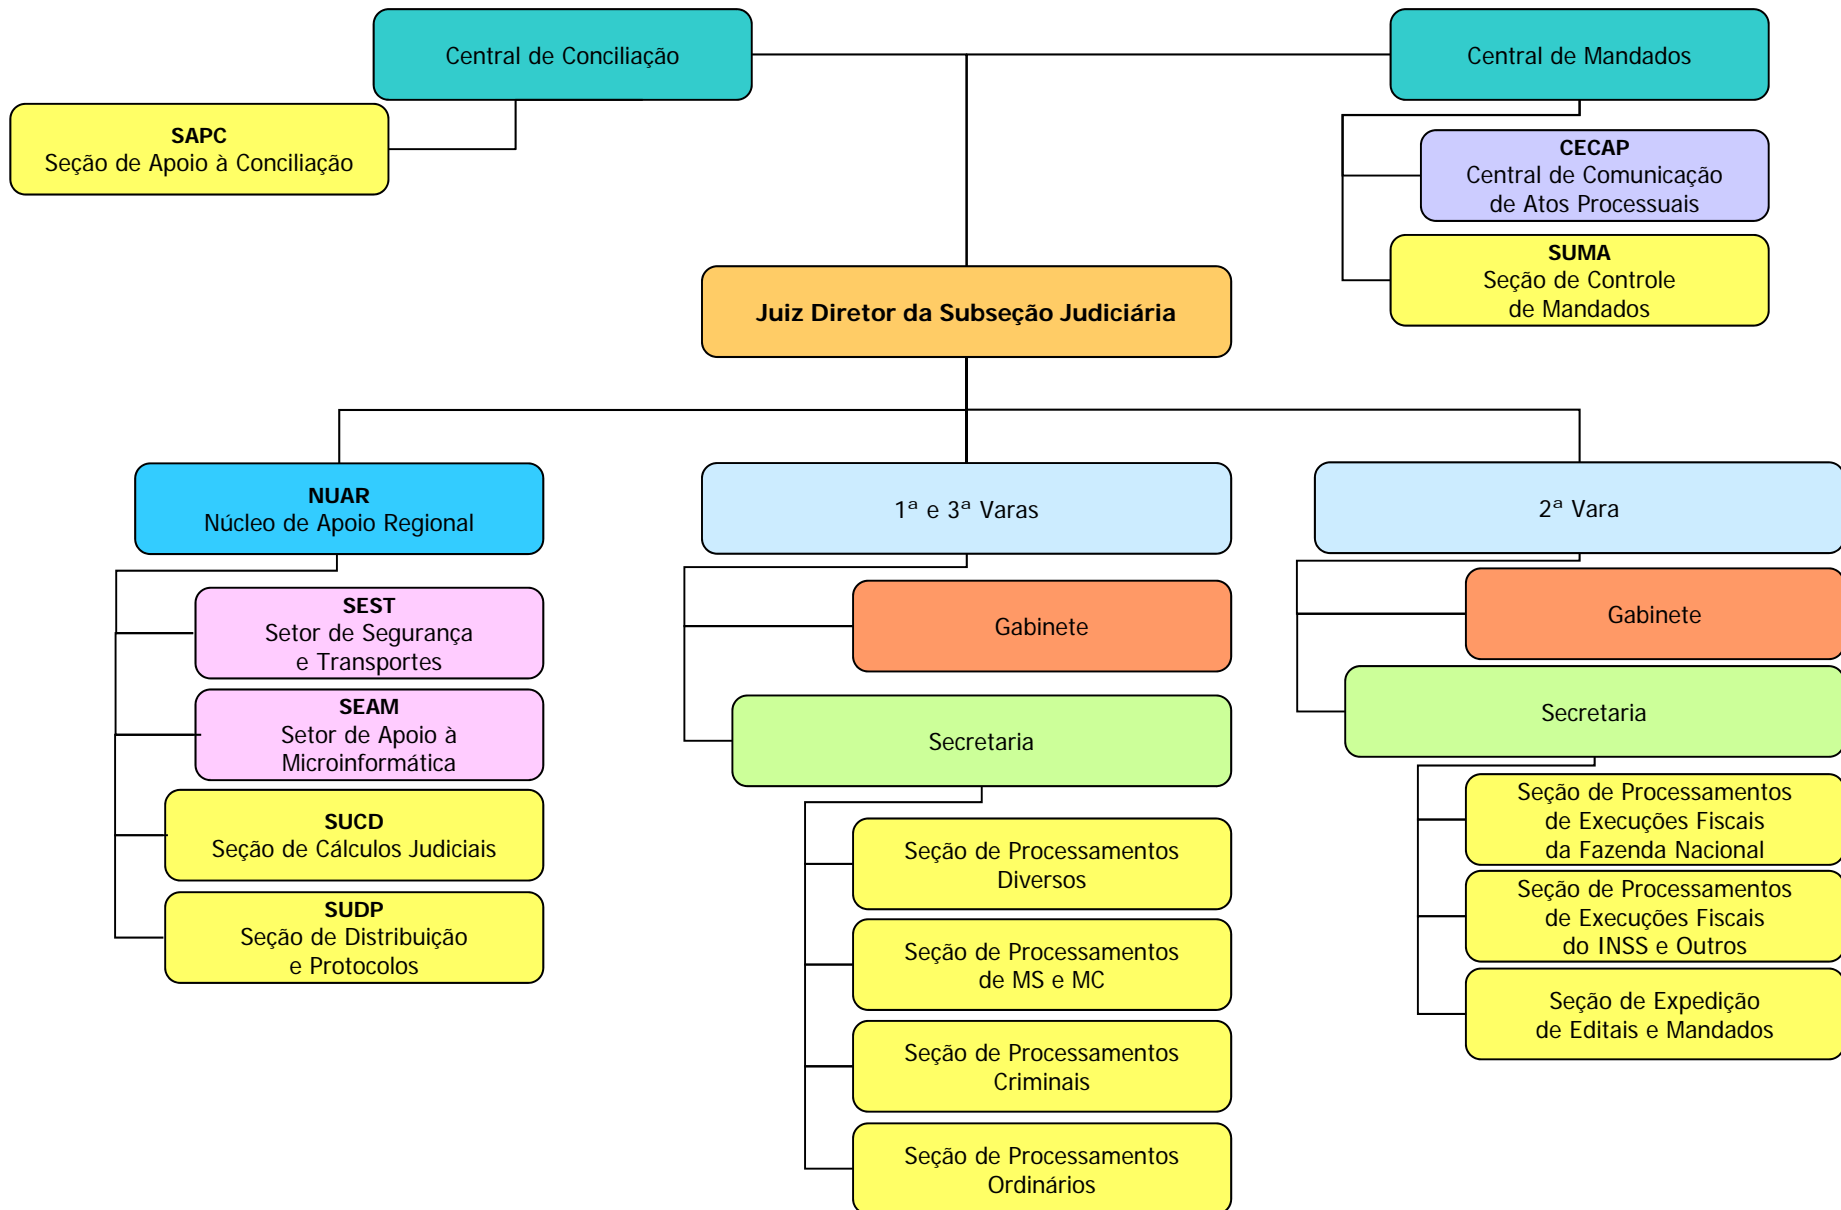 Central de Conciliação
Central de Mandados
SAPC
Seção de Apoio à Conciliação
CECAP
Central de Comunicação
de Atos Processuais
SUMA
Seção de Controle
de Mandados
Juiz Diretor da Subseção Judiciária
NUAR
Núcleo de Apoio Regional
SEST
Setor de Segurança
e Transportes
SEAM
Setor de Apoio à
Microinformática
SUCD
Seção de Cálculos Judiciais
SUDP
Seção de Distribuição
e Protocolos
1ª e 3ª Varas
Gabinete
Secretaria
Seção de Processamentos
Diversos
Seção de Processamentos
de MS e MC
Seção de Processamentos
Criminais
Seção de Processamentos
Ordinários
2ª Vara
Gabinete
Secretaria
Seção de Processamentos
de Execuções Fiscais
da Fazenda Nacional
Seção de Processamentos
de Execuções Fiscais
do INSS e Outros
Seção de Expedição
de Editais e Mandados